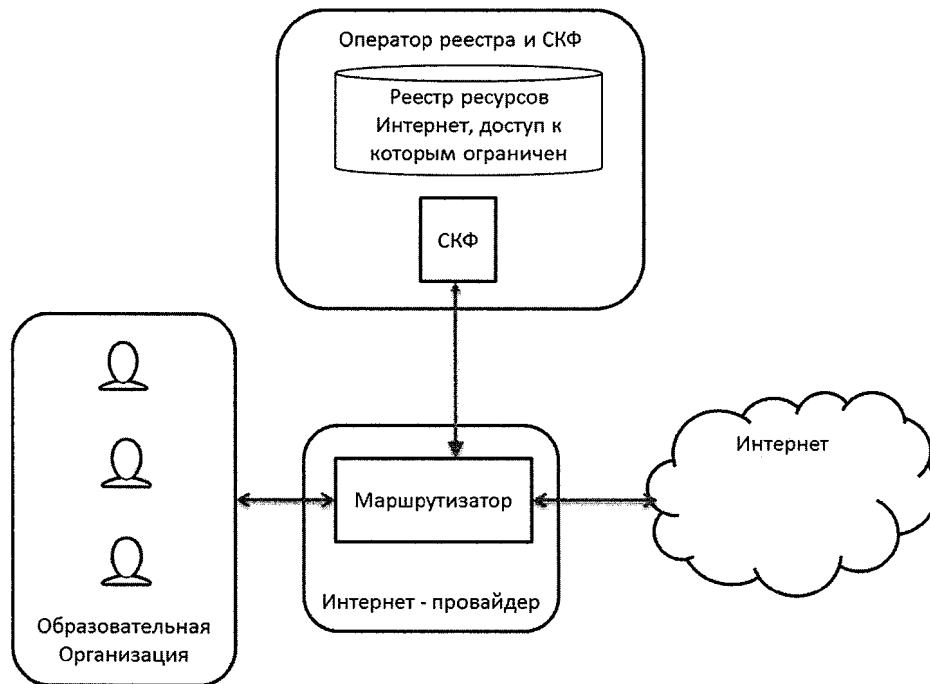 Оператор реестра и СКФ
Реестр ресурсов
Интернет, доступ к
которым ограничен
СКФ
Интернет
Маршрутизатор
Интернет - провайдер
Образовательная
Организация